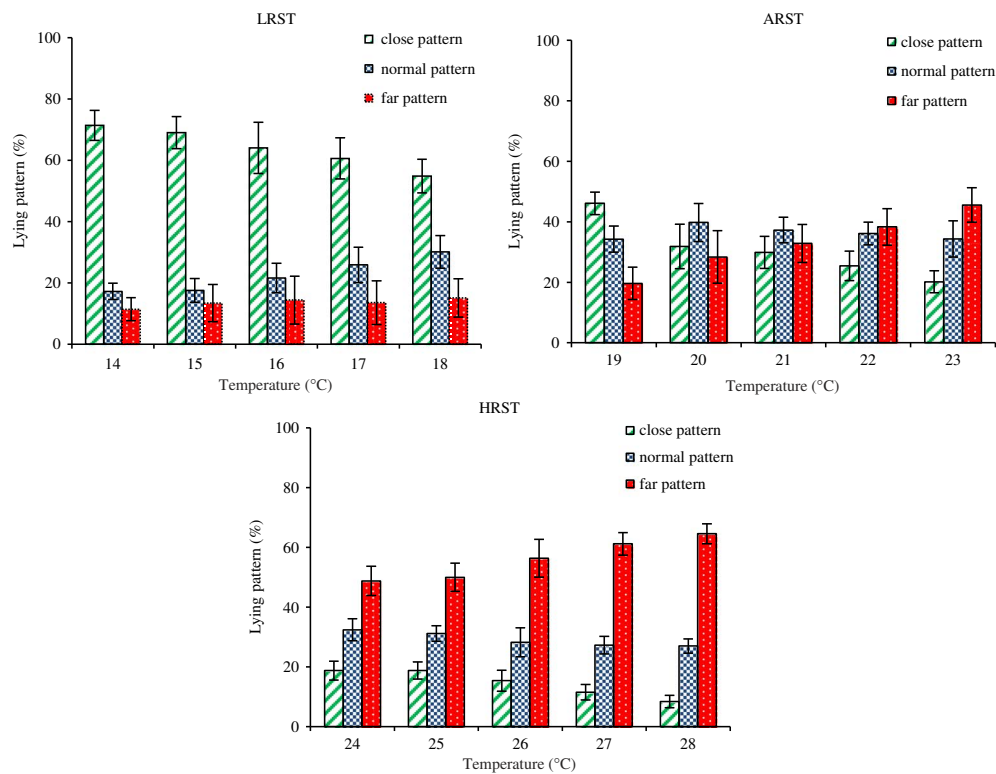 LRST
100
80
60
40
20
0
Lying pattern (%)
close pattern
normal pattern
far pattern
14 15 16 17 18
Temperature (°C)
ARST
100
80
60
40
20
0
Lying pattern (%)
close pattern
normal pattern
far pattern
19 20 21 22 23
Temperature (°C)
HRST
100
80
60
40
20
0
Lying pattern (%)
close pattern
normal pattern
far pattern
24 25 26 27 28
Temperature (°C)